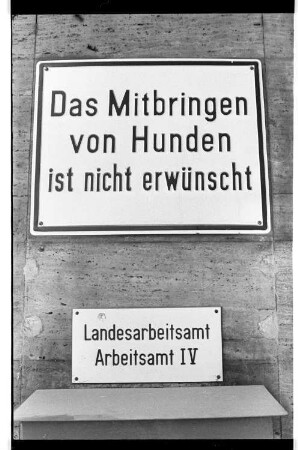 Das Mitbringen
von Hunden
ist nicht erwünscht
Landesarbeitsamt
Arbeitsamt IV